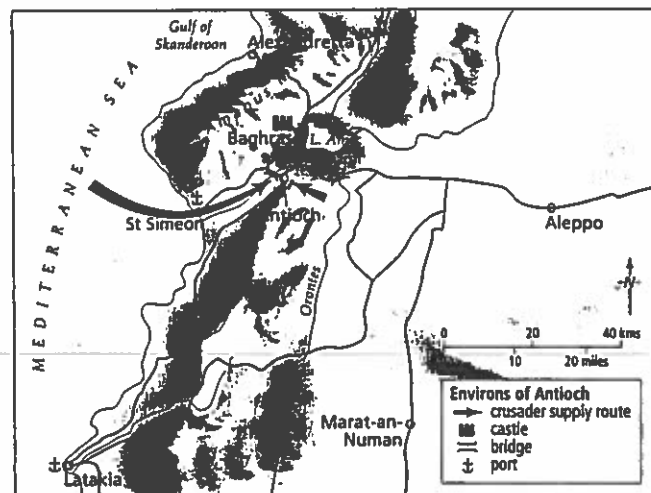 Gulf of
Skanderoon
Alessandretta
MEDITERRANEAN SEA
Baghras
St Simeon
Antioch
Aleppo
Orontes
N
0 20 40 kms
10 20 miles
Marat-an-
Numan
Latakia
Environs of Antioch
crusader supply route
castle
bridge
port